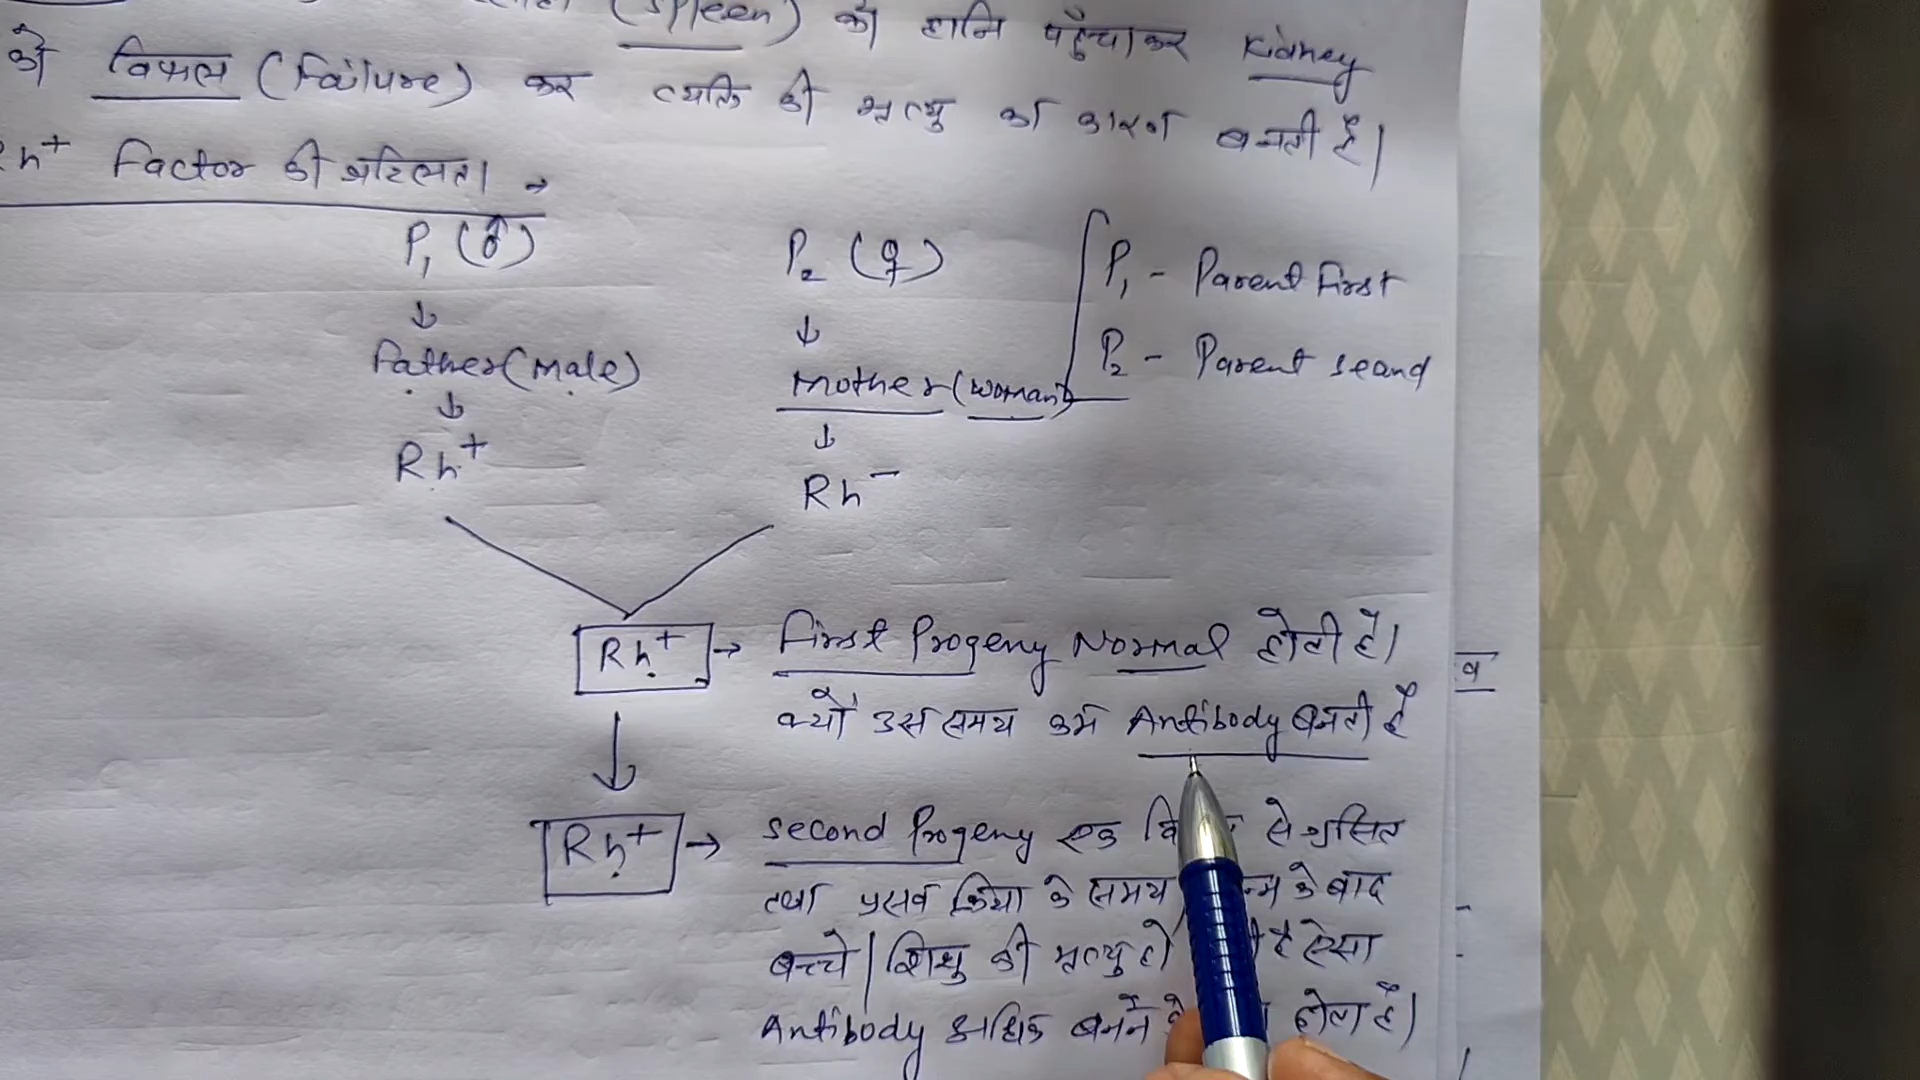 (Spleen) को हानि पहुँचाकर Kidney
को विफल (Failure) कर व्यक्ति की मृत्यु का कारण बनती है।
Rh+ Factor की जटिलता →
P₁ (♂) P₂ (♀)
↓ ↓
Father (male) Mother (woman)
↓ ↓
Rh+ Rh-
P₁ - Parent First
P₂ - Parent seand
Rh+ → First Progeny Normal होती है।
क्यों उस समय कम Antibody बनती है
↓
Rh+ → second Progeny एक से ग्रसित
तथा प्रसव क्रिया के समय के बाद
बच्चे / शिशु की मृत्यु हो है ऐसा
Antibody अधिक बनने होता है।
व